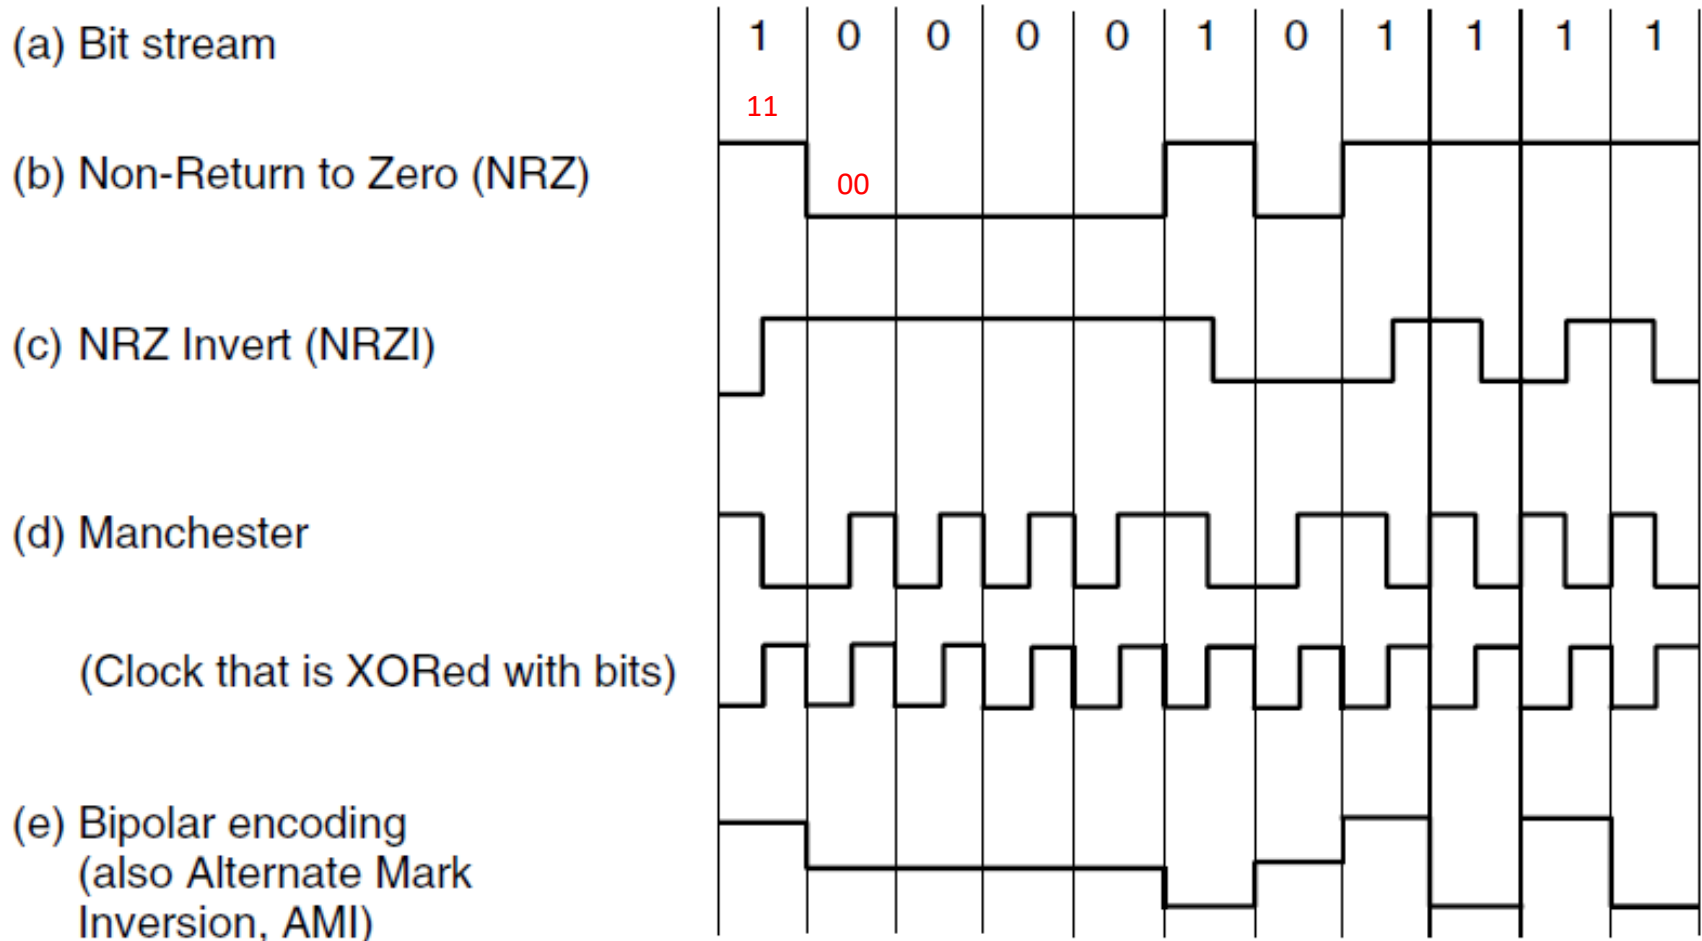 (a) Bit stream 1 0 0 0 0 1 0 1 1 1 1
11
(b) Non-Return to Zero (NRZ)
00
(c) NRZ Invert (NRZI)
(d) Manchester
(Clock that is XORed with bits)
(e) Bipolar encoding
(also Alternate Mark
Inversion, AMI)